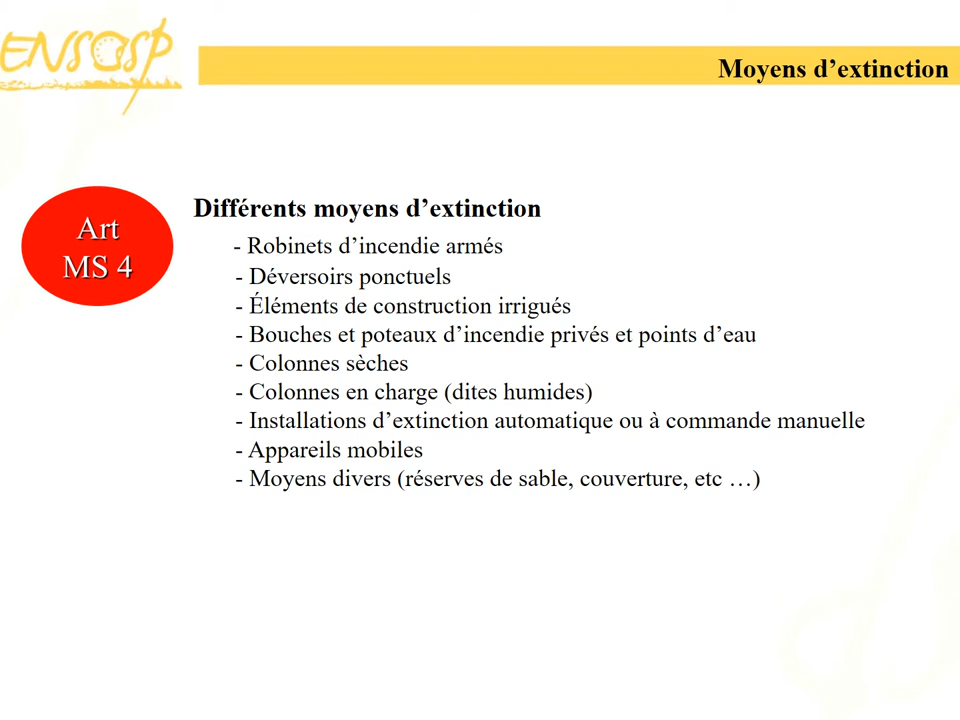 ENSOSP
Moyens d’extinction
Art
MS 4
Différents moyens d’extinction
- Robinets d’incendie armés
- Déversoirs ponctuels
- Éléments de construction irrigués
- Bouches et poteaux d’incendie privés et points d’eau
- Colonnes sèches
- Colonnes en charge (dites humides)
- Installations d’extinction automatique ou à commande manuelle
- Appareils mobiles
- Moyens divers (réserves de sable, couverture, etc …)